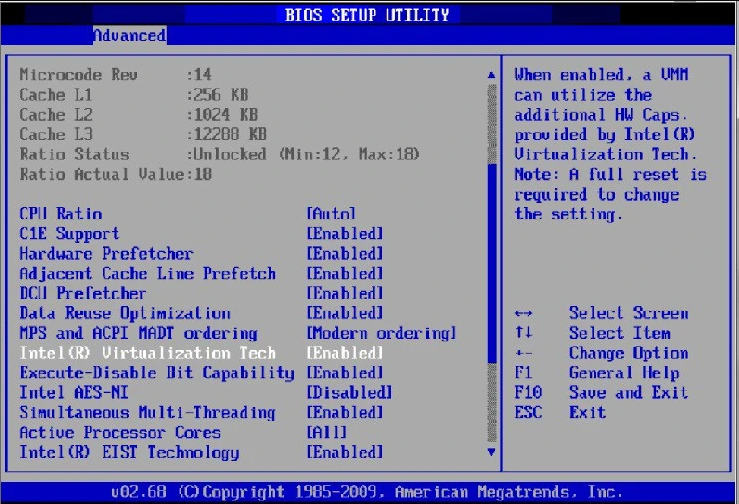 BIOS SETUP UTILITY
Advanced
Microcode Rev :14
Cache L1 :256 KB
Cache L2 :1024 KB
Cache L3 :12288 KB
Ratio Status :Unlocked (Min:12, Max:18)
Ratio Actual Value:18
CPU Ratio [Auto]
C1E Support [Enabled]
Hardware Prefetcher [Enabled]
Adjacent Cache Line Prefetch [Enabled]
DCU Prefetcher [Enabled]
Data Reuse Optimization [Enabled]
MPS and ACPI MADT ordering [Modern ordering]
Intel(R) Virtualization Tech [Enabled]
Execute-Disable Bit Capability [Enabled]
Intel AES-NI [Disabled]
Simultaneous Multi-Threading [Enabled]
Active Processor Cores [All]
Intel(R) EIST Technology [Enabled]
When enabled, a VMM
can utilize the
additional HW Caps.
provided by Intel(R)
Virtualization Tech.
Note: A full reset is
required to change
the setting.
↔ Select Screen
↑↓ Select Item
+- Change Option
F1 General Help
F10 Save and Exit
ESC Exit
v02.68 (C)Copyright 1985-2009, American Megatrends, Inc.